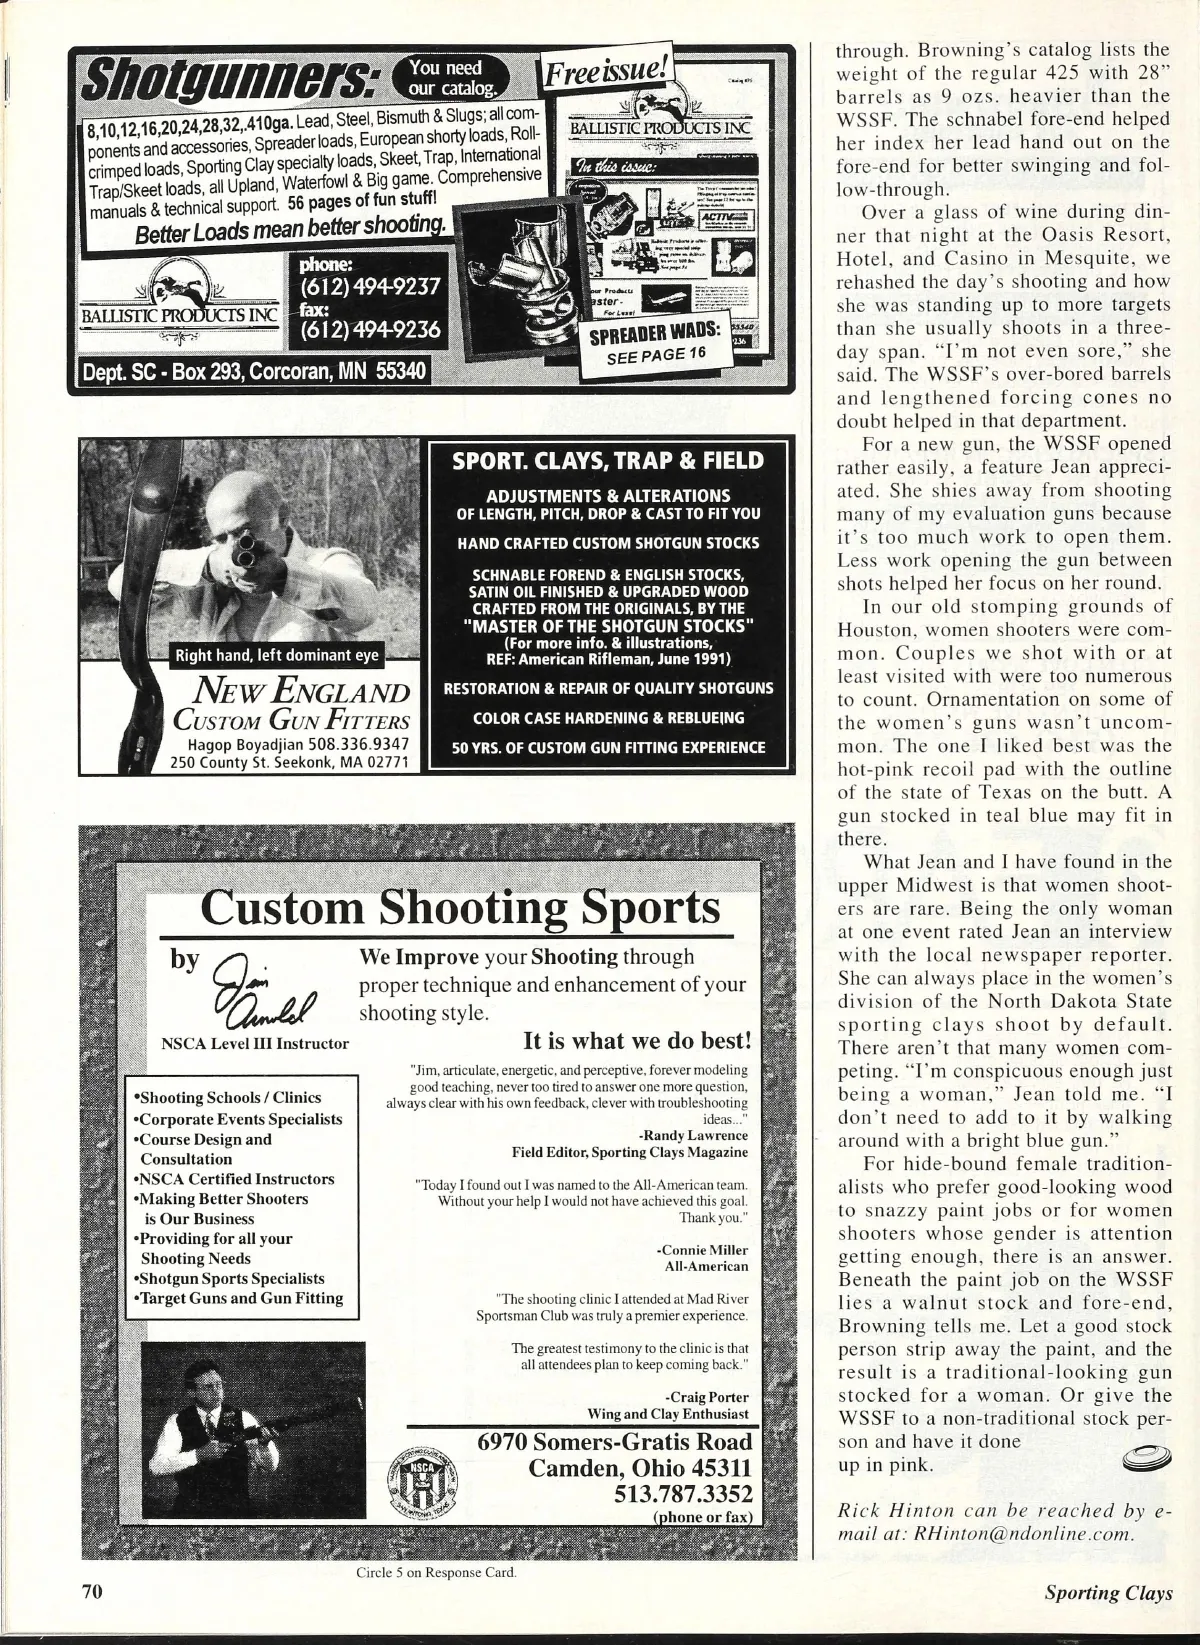 Shotgunners:
You need
our catalog.
Free issue!
8,10,12,16,20,24,28,32,.410ga. Lead, Steel, Bismuth & Slugs; all com-
ponents and accessories, Spreader loads, European shorty loads, Roll-
crimped loads, Sporting Clay specialty loads, Skeet, Trap, International
Trap/Skeet loads, all Upland, Waterfowl & Big game. Comprehensive
manuals & technical support. 56 pages of fun stuff!
Better Loads mean better shooting.
BALLISTIC PRODUCTS INC
phone:
(612) 494-9237
fax:
(612) 494-9236
Dept. SC - Box 293, Corcoran, MN 55340
BALLISTIC PRODUCTS INC
In this issue:
ACTIV
SPREADER WADS:
SEE PAGE 16
Right hand, left dominant eye
NEW ENGLAND
CUSTOM GUN FITTERS
Hagop Boyadjian 508.336.9347
250 County St. Seekonk, MA 02771
SPORT. CLAYS, TRAP & FIELD
ADJUSTMENTS & ALTERATIONS
OF LENGTH, PITCH, DROP & CAST TO FIT YOU
HAND CRAFTED CUSTOM SHOTGUN STOCKS
SCHNABLE FOREND & ENGLISH STOCKS,
SATIN OIL FINISHED & UPGRADED WOOD
CRAFTED FROM THE ORIGINALS, BY THE
"MASTER OF THE SHOTGUN STOCKS"
(For more info. & illustrations,
REF: American Rifleman, June 1991)
RESTORATION & REPAIR OF QUALITY SHOTGUNS
COLOR CASE HARDENING & REBLUEING
50 YRS. OF CUSTOM GUN FITTING EXPERIENCE
Custom Shooting Sports
by
Jim
Arnold
NSCA Level III Instructor
We Improve your Shooting through
proper technique and enhancement of your
shooting style.
It is what we do best!
•Shooting Schools / Clinics
•Corporate Events Specialists
•Course Design and
Consultation
•NSCA Certified Instructors
•Making Better Shooters
is Our Business
•Providing for all your
Shooting Needs
•Shotgun Sports Specialists
•Target Guns and Gun Fitting
"Jim, articulate, energetic, and perceptive, forever modeling
good teaching, never too tired to answer one more question,
always clear with his own feedback, clever with troubleshooting
ideas..."
-Randy Lawrence
Field Editor, Sporting Clays Magazine
"Today I found out I was named to the All-American team.
Without your help I would not have achieved this goal.
Thank you."
-Connie Miller
All-American
"The shooting clinic I attended at Mad River
Sportsman Club was truly a premier experience.
The greatest testimony to the clinic is that
all attendees plan to keep coming back."
-Craig Porter
Wing and Clay Enthusiast
NSCA
6970 Somers-Gratis Road
Camden, Ohio 45311
513.787.3352
(phone or fax)
Circle 5 on Response Card.
through. Browning's catalog lists the
weight of the regular 425 with 28”
barrels as 9 ozs. heavier than the
WSSF. The schnabel fore-end helped
her index her lead hand out on the
fore-end for better swinging and fol-
low-through.
Over a glass of wine during din-
ner that night at the Oasis Resort,
Hotel, and Casino in Mesquite, we
rehashed the day's shooting and how
she was standing up to more targets
than she usually shoots in a three-
day span. “I'm not even sore,” she
said. The WSSF's over-bored barrels
and lengthened forcing cones no
doubt helped in that department.
For a new gun, the WSSF opened
rather easily, a feature Jean appreci-
ated. She shies away from shooting
many of my evaluation guns because
it's too much work to open them.
Less work opening the gun between
shots helped her focus on her round.
In our old stomping grounds of
Houston, women shooters were com-
mon. Couples we shot with or at
least visited with were too numerous
to count. Ornamentation on some of
the women's guns wasn't uncom-
mon. The one I liked best was the
hot-pink recoil pad with the outline
of the state of Texas on the butt. A
gun stocked in teal blue may fit in
there.
What Jean and I have found in the
upper Midwest is that women shoot-
ers are rare. Being the only woman
at one event rated Jean an interview
with the local newspaper reporter.
She can always place in the women's
division of the North Dakota State
sporting clays shoot by default.
There aren't that many women com-
peting. “I'm conspicuous enough just
being a woman,” Jean told me. “I
don't need to add to it by walking
around with a bright blue gun.”
For hide-bound female tradition-
alists who prefer good-looking wood
to snazzy paint jobs or for women
shooters whose gender is attention
getting enough, there is an answer.
Beneath the paint job on the WSSF
lies a walnut stock and fore-end,
Browning tells me. Let a good stock
person strip away the paint, and the
result is a traditional-looking gun
stocked for a woman. Or give the
WSSF to a non-traditional stock per-
son and have it done
up in pink.
Rick Hinton can be reached by e-
mail at: RHinton@ndonline.com.
70
Sporting Clays